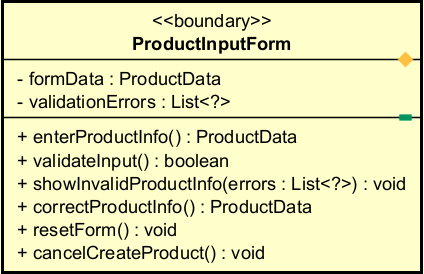 <<boundary>>
ProductInputForm
- formData : ProductData
- validationErrors : List<?>
+ enterProductInfo() : ProductData
+ validateInput() : boolean
+ showInvalidProductInfo(errors : List<?>) : void
+ correctProductInfo() : ProductData
+ resetForm() : void
+ cancelCreateProduct() : void